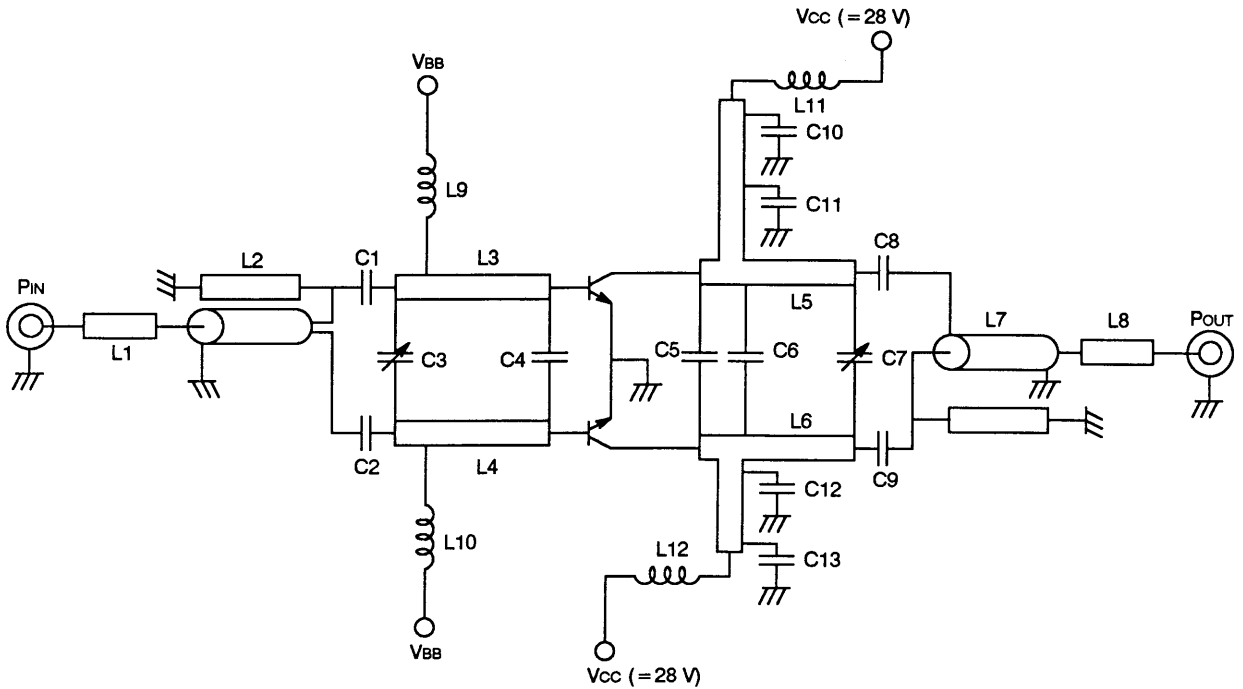 VCC (= 28 V)
VBB
L11
C10
L9
C11
C8
L2
C1
L3
PIN
L5
L7
L8
POUT
L1
C3
C4
C5
C6
C7
L6
C2
L4
C9
C12
L10
L12
C13
VBB
VCC (= 28 V)